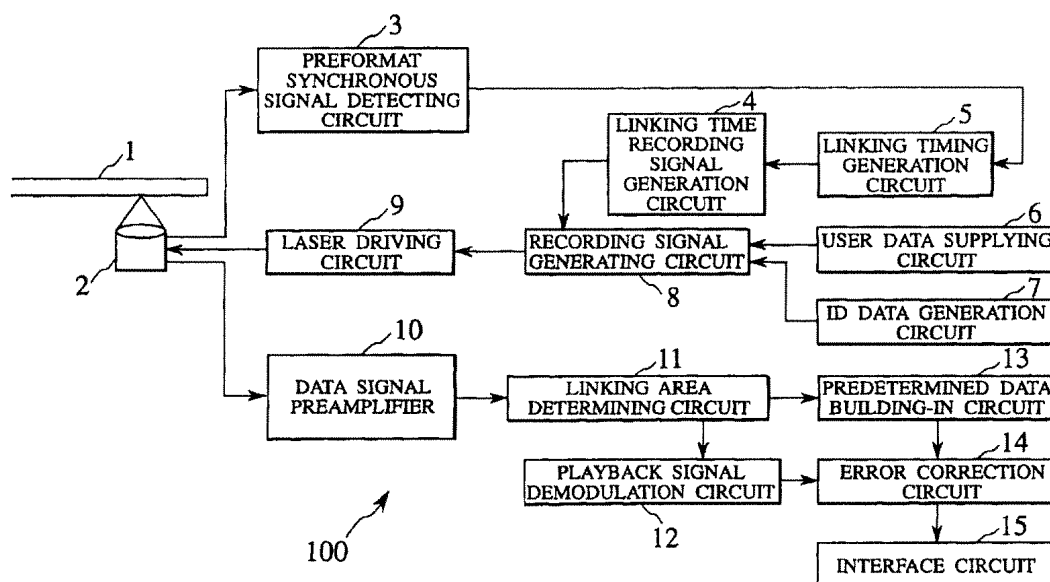 3
PREFORMAT
SYNCHRONOUS
SIGNAL DETECTING
CIRCUIT
4
LINKING TIME
RECORDING
SIGNAL
GENERATION
CIRCUIT
5
LINKING TIMING
GENERATION
CIRCUIT
1
2
9
LASER DRIVING
CIRCUIT
RECORDING SIGNAL
GENERATING CIRCUIT
8
6
USER DATA SUPPLYING
CIRCUIT
7
ID DATA GENERATION
CIRCUIT
10
DATA SIGNAL
PREAMPLIFIER
11
LINKING AREA
DETERMINING CIRCUIT
13
PREDETERMINED DATA
BUILDING-IN CIRCUIT
PLAYBACK SIGNAL
DEMODULATION CIRCUIT
12
14
ERROR CORRECTION
CIRCUIT
15
INTERFACE CIRCUIT
100